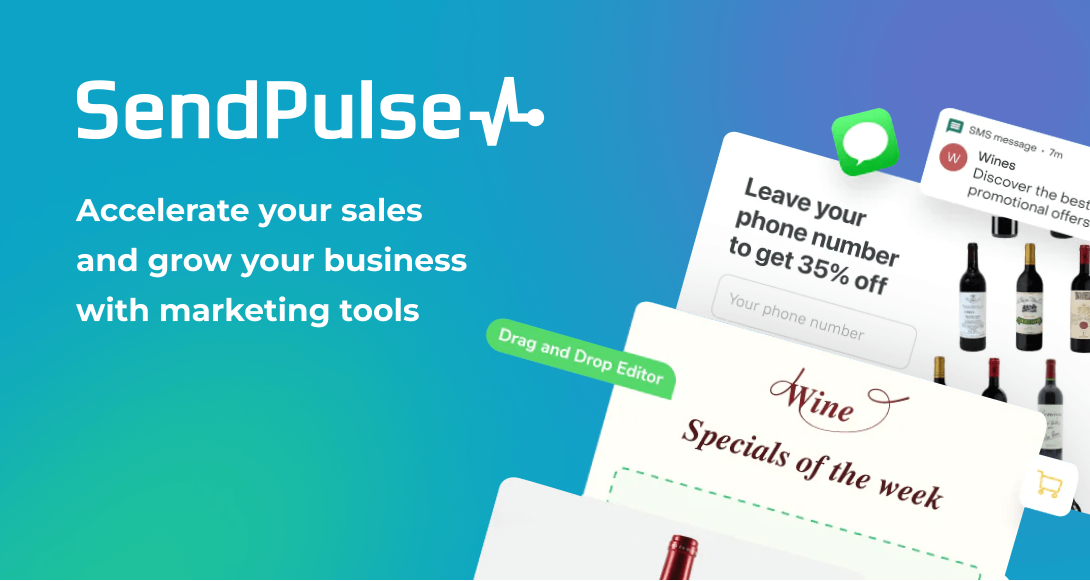 SendPulse
Accelerate your sales
and grow your business
with marketing tools
SMS message • 7m
W
Wines
Discover the best
promotional offers
Leave your
phone number
to get 35% off
Your phone number
Drag and Drop Editor
Wine
Specials of the week